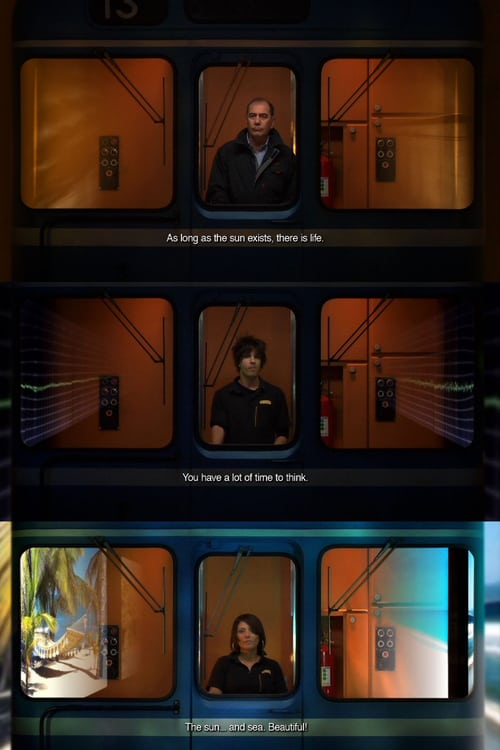 13
As long as the sun exists, there is life.
You have a lot of time to think.
The sun... and sea. Beautiful!